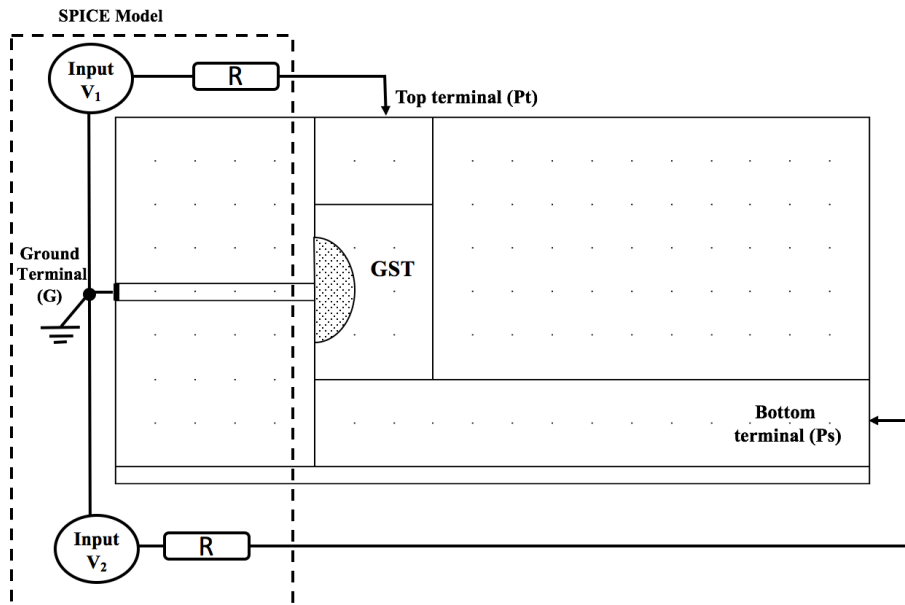 SPICE Model
Input
V₁
R
Top terminal (Pt)
Ground
Terminal
(G)
GST
Bottom
terminal (Ps)
Input
V₂
R